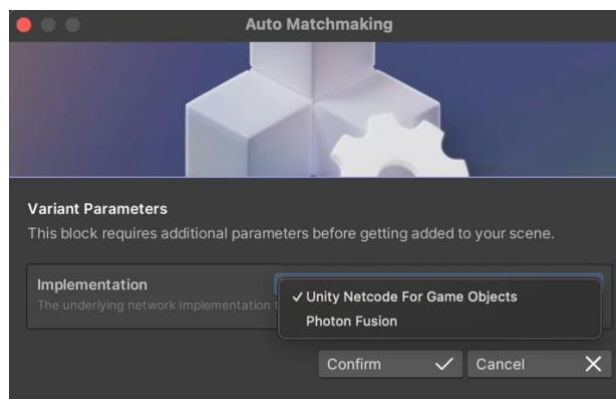 Auto Matchmaking
Variant Parameters
This block requires additional parameters before getting added to your scene.
Implementation
The underlying network Implementation
✓ Unity Netcode For Game Objects
Photon Fusion
Confirm
Cancel